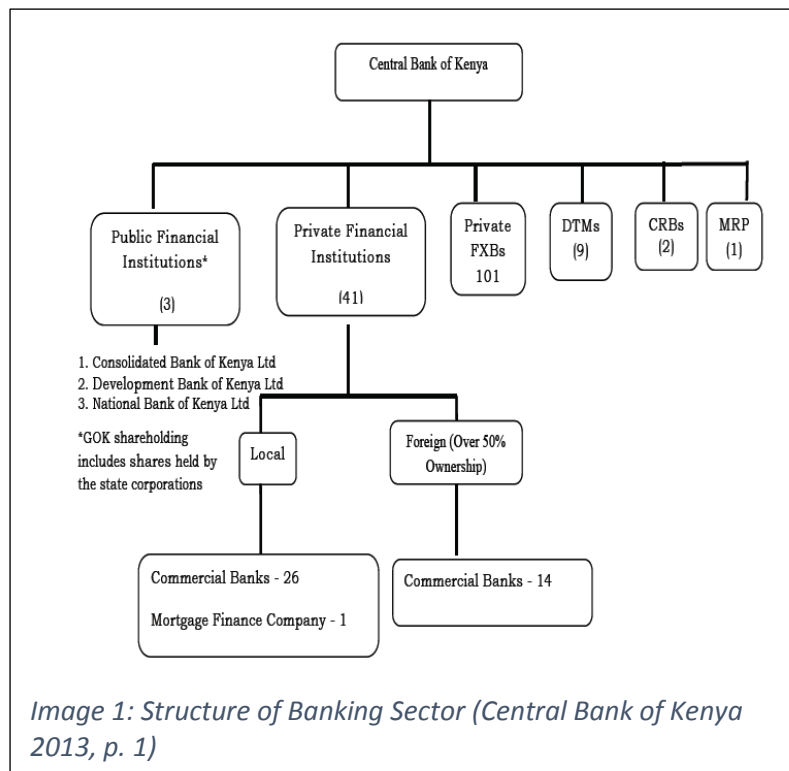 Central Bank of Kenya
Public Financial
Institutions*
(3)
Private Financial
Institutions
(41)
Private
FXBs
101
DTMs
(9)
CRBs
(2)
MRP
(1)
1. Consolidated Bank of Kenya Ltd
2. Development Bank of Kenya Ltd
3. National Bank of Kenya Ltd
*GOK shareholding
includes shares held by
the state corporations
Local
Foreign (Over 50%
Ownership)
Commercial Banks - 26
Mortgage Finance Company - 1
Commercial Banks - 14
Image 1: Structure of Banking Sector (Central Bank of Kenya
2013, p. 1)